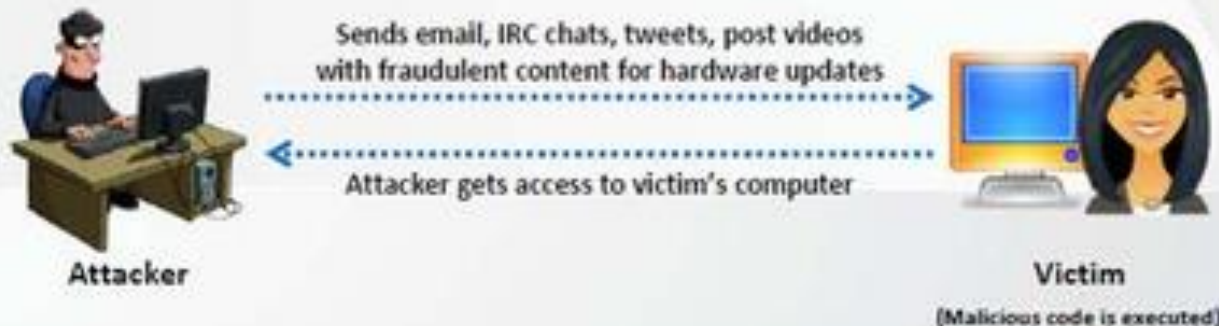 Sends email, IRC chats, tweets, post videos
with fraudulent content for hardware updates
Attacker gets access to victim's computer
Attacker
Victim
(Malicious code is executed)